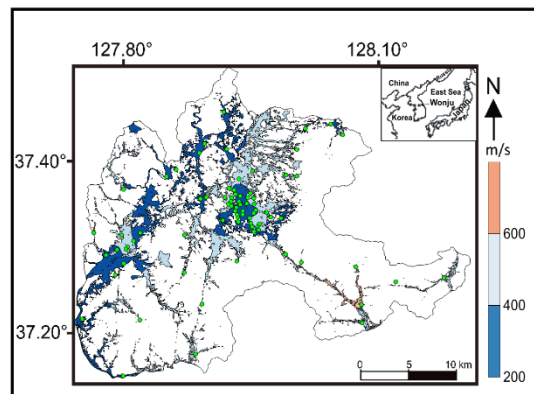 127.80° 128.10°
China
Russia
East Sea
Wonju
Korea
Japan
N
m/s
37.40°
600
400
37.20°
200
0 5 10 km